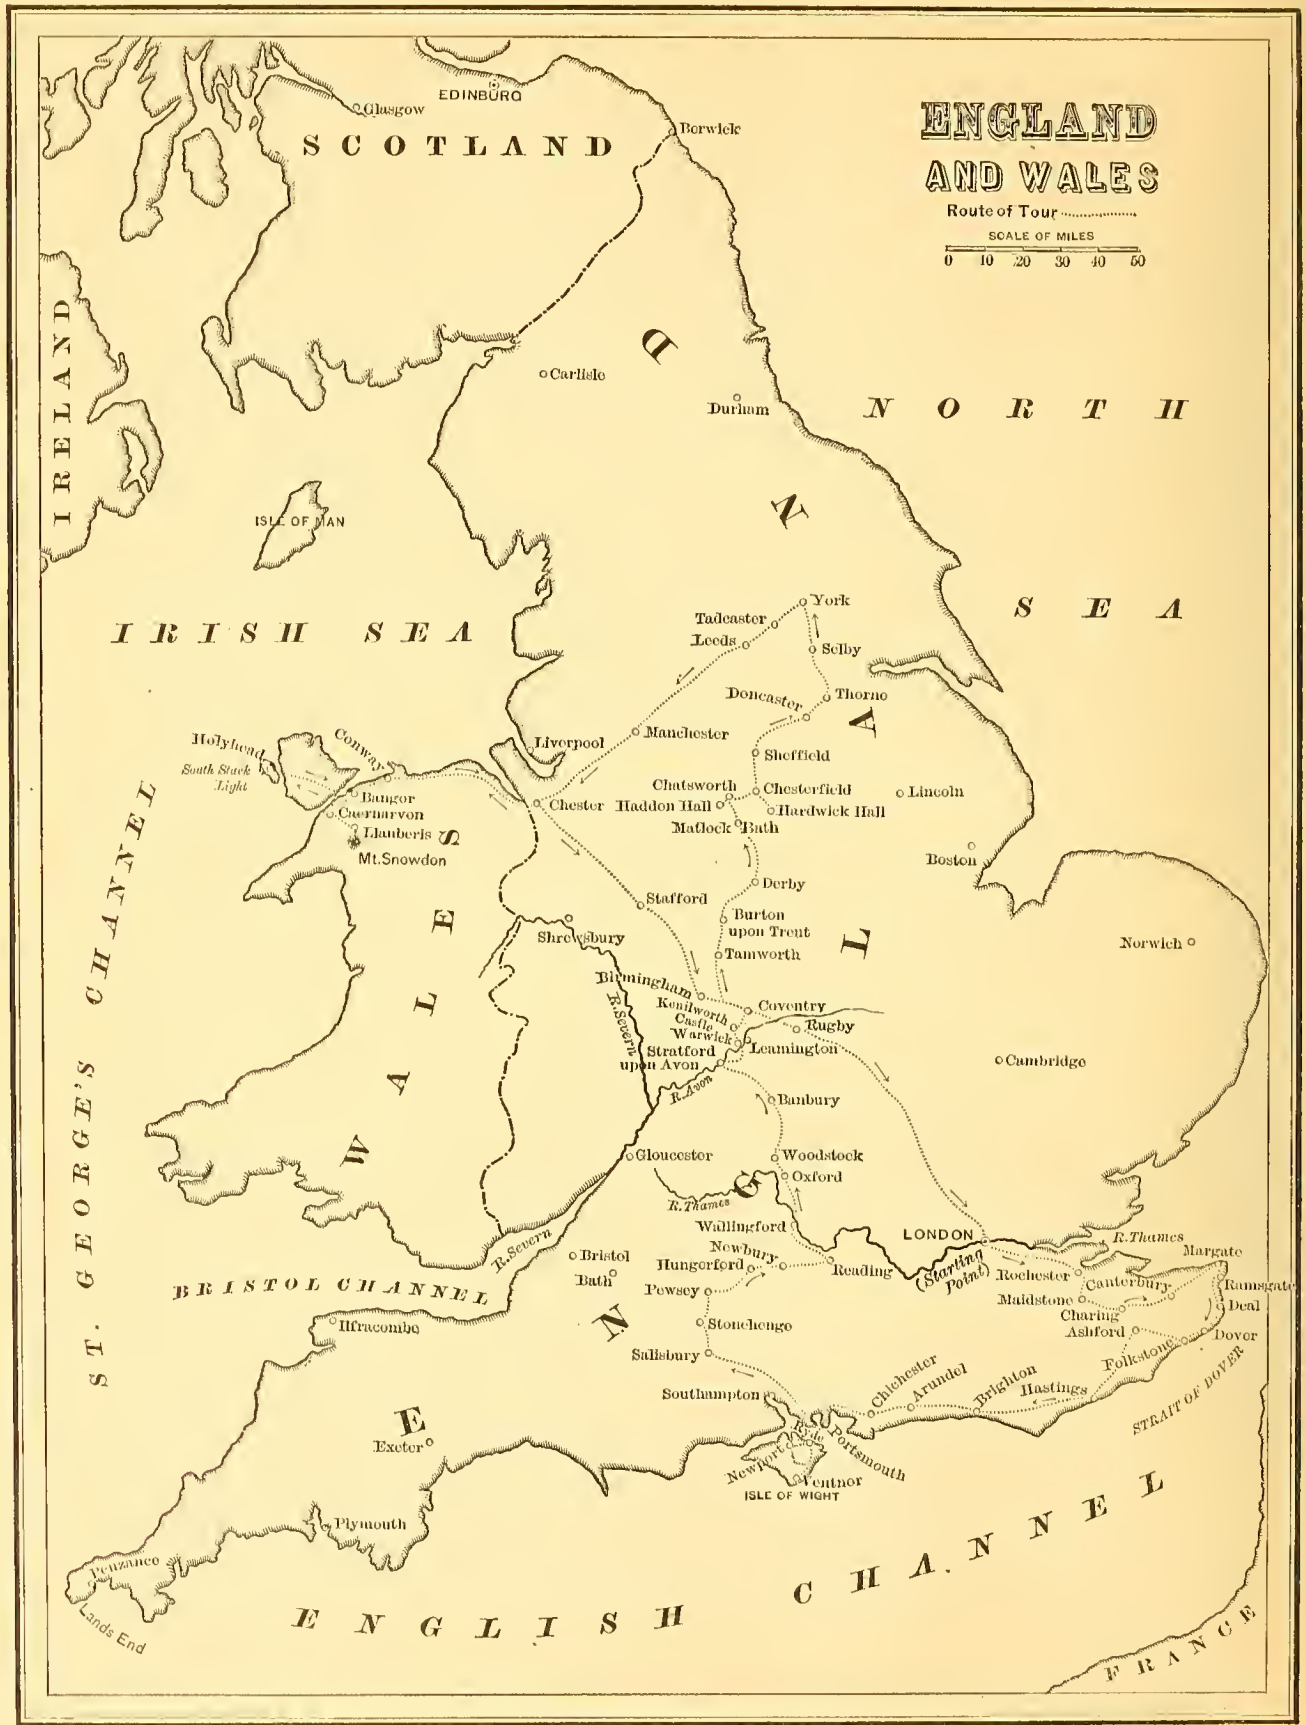 ENGLAND
AND WALES
Route of Tour
SCALE OF MILES
0 10 20 30 40 50
EDINBURG
Glasgow
SCOTLAND
Berwick
IRELAND
Carlisle
Durham
NORTH
SEA
ISLE OF MAN
IRISH SEA
York
Tadcaster
Leeds
Selby
Doncaster
Thorne
Manchester
Liverpool
Sheffield
Holyhead
South Stack
Light
Conway
Bangor
Caernarvon
Llanberis
Mt. Snowdon
Chester
Chatsworth
Chesterfield
Haddon Hall
Hardwick Hall
Matlock Bath
Lincoln
Boston
Derby
Stafford
Burton
upon Trent
Tamworth
Shrewsbury
Norwich
Birmingham
Kenilworth
Castle
Warwick
Coventry
Rugby
Leamington
Stratford
upon Avon
R. Severn
R. Avon
Cambridge
Banbury
WALES
ENGLAND
ST. GEORGE'S CHANNEL
Gloucester
Woodstock
Oxford
R. Thames
Wallingford
LONDON
(Starting
Point)
R. Thames
Margate
Ramsgate
Deal
Dover
Canterbury
Rochester
Maidstone
Charing
Ashford
Folkstone
Newbury
Hungerford
Reading
Pewsey
Bristol
Bath
R. Severn
BRISTOL CHANNEL
Ilfracombe
Stonehenge
Salisbury
Southampton
Chichester
Arundel
Brighton
Hastings
STRAIT OF DOVER
Exeter
Ryde
Portsmouth
Newport
Ventnor
ISLE OF WIGHT
Plymouth
Penzance
Lands End
ENGLISH CHANNEL
FRANCE